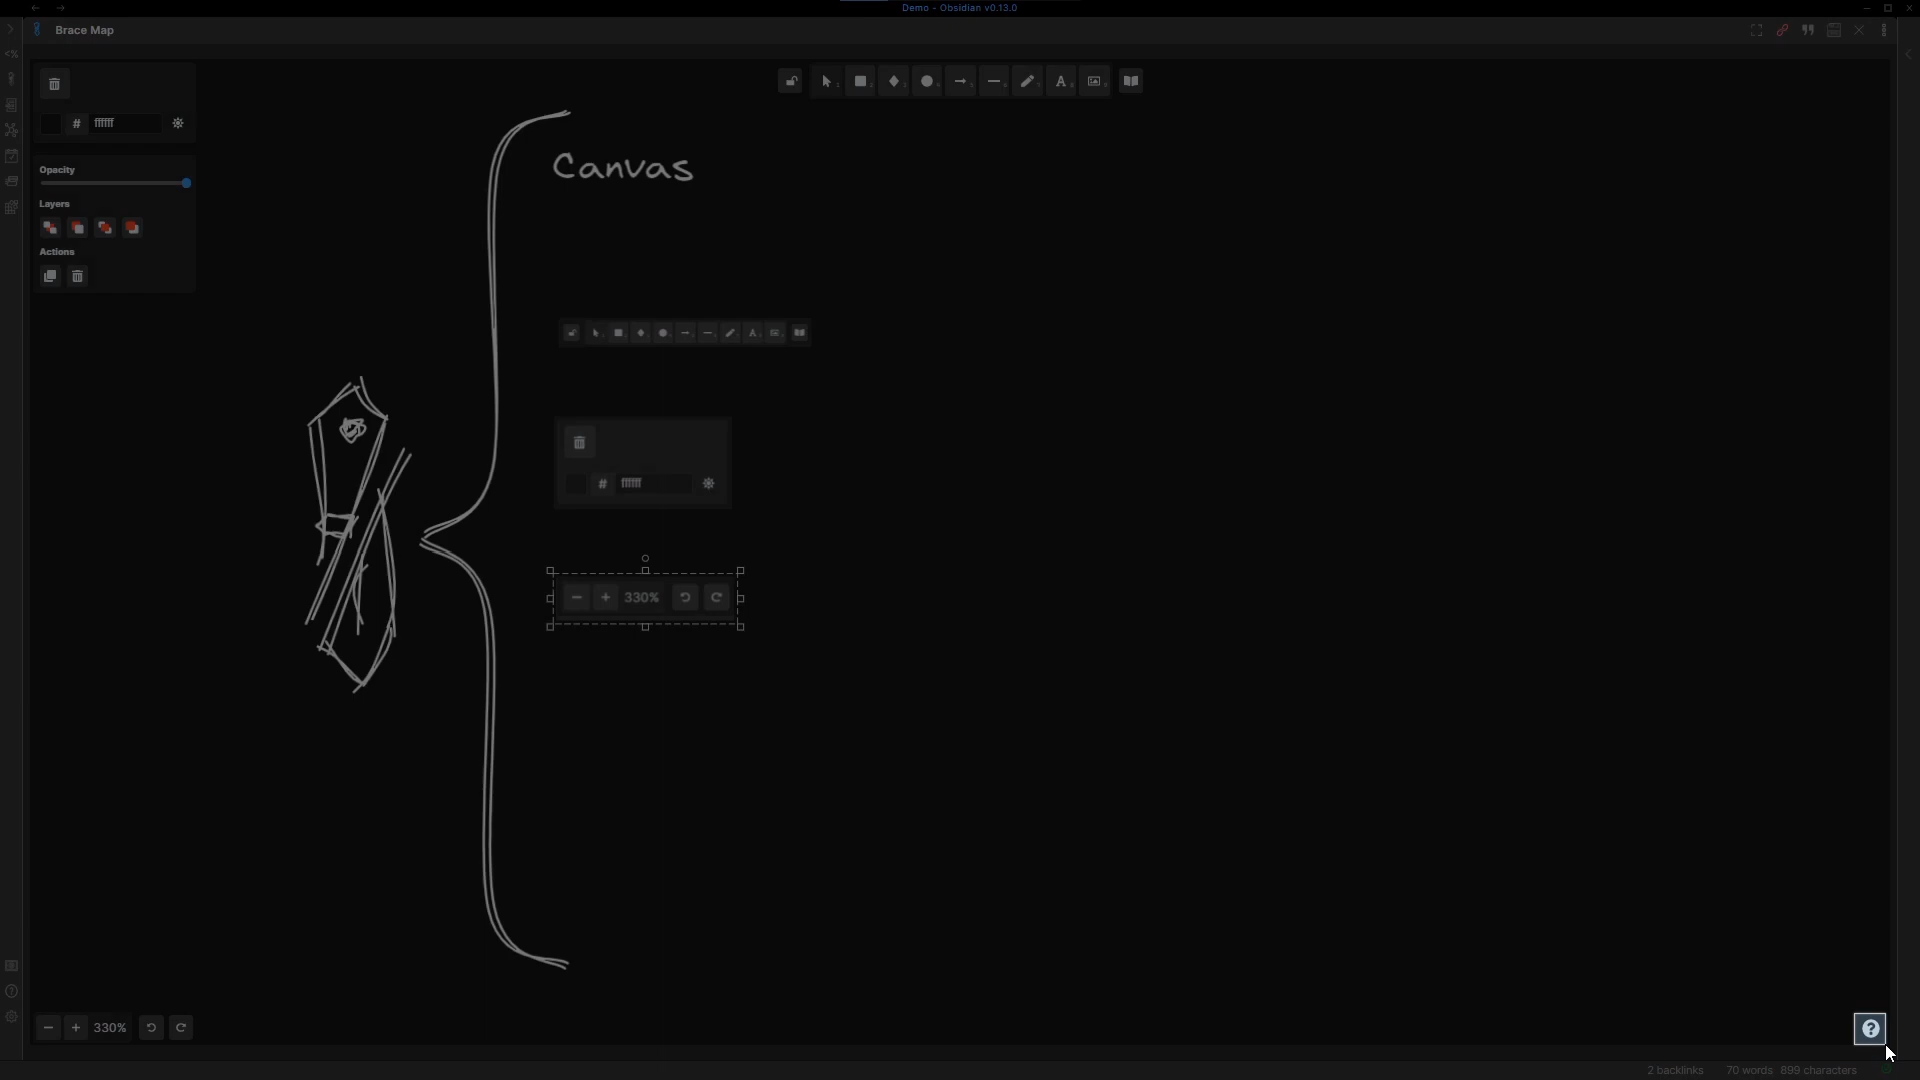 Demo - Obsidian v0.13.0
Brace Map
# ffffff
Opacity
Layers
Actions
Canvas
# ffffff
330%
330%
2 backlinks 70 words 899 characters